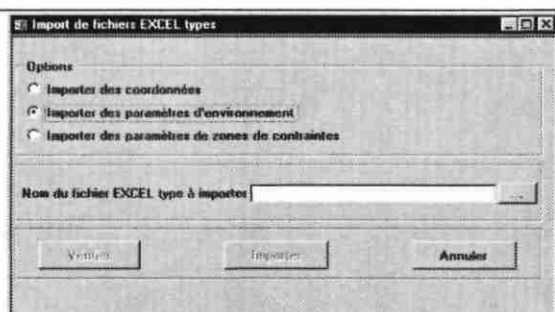 Import de fichiers EXCEL types
Options
Importer des coordonnées
Importer des paramètres d'environnement
Importer des paramètres de zones de contraintes
Nom du fichier EXCEL type à importer
...
Vérifier
Importer
Annuler